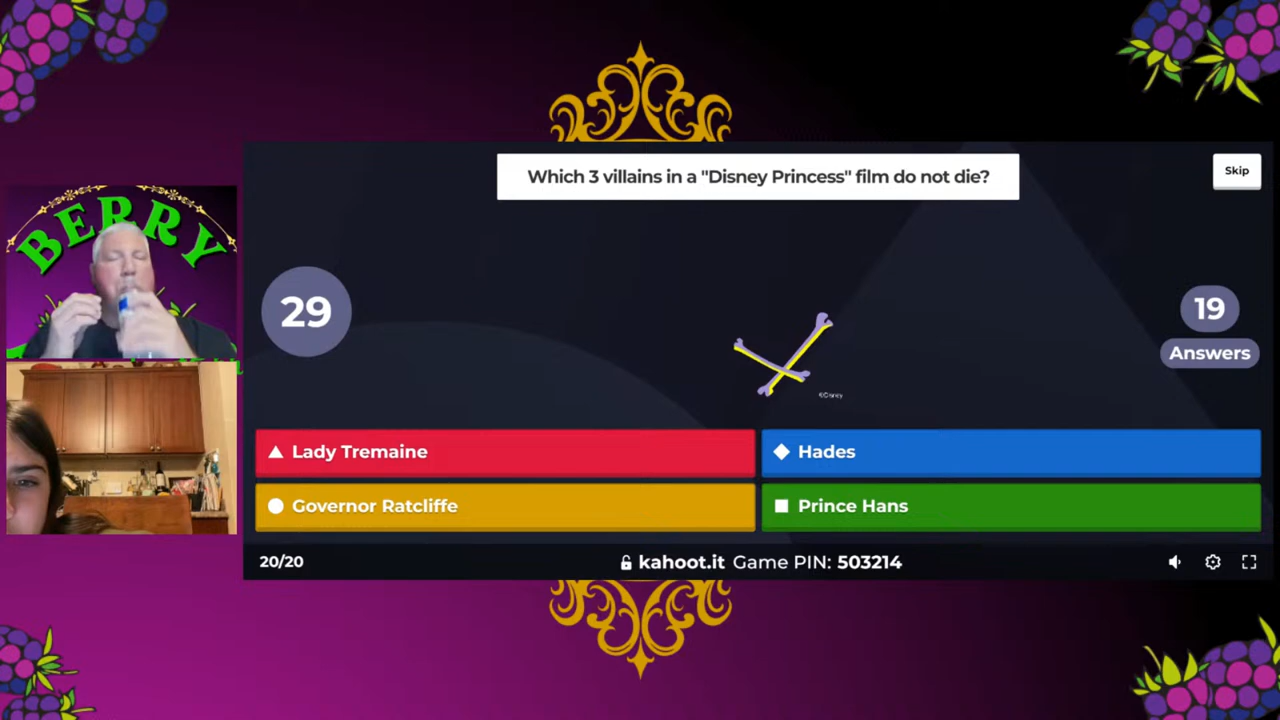 Which 3 villains in a "Disney Princess" film do not die?
Skip
BERRY
29
19
Answers
©Disney
Lady Tremaine
Hades
Governor Ratcliffe
Prince Hans
20/20
kahoot.it Game PIN: 503214